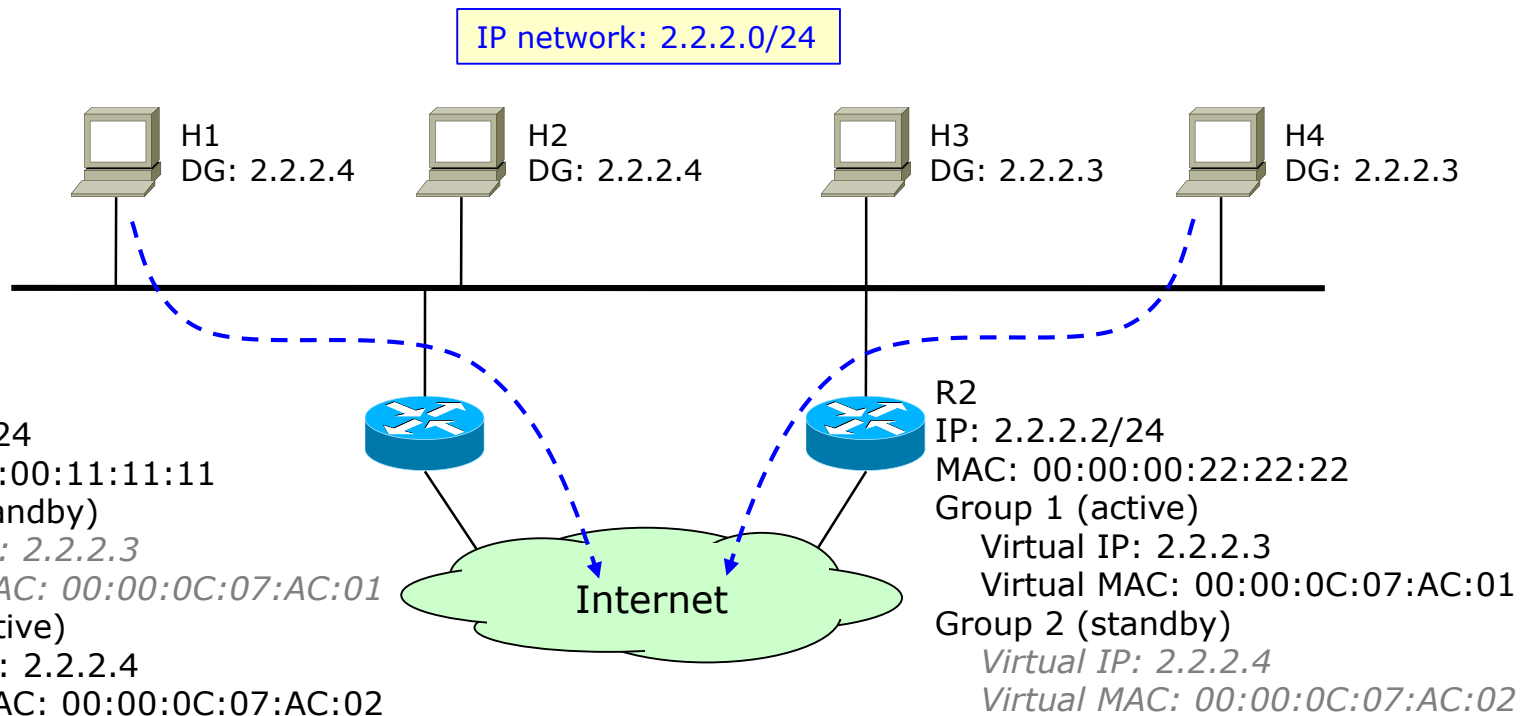 IP network: 2.2.2.0/24
H1
DG: 2.2.2.4
H2
DG: 2.2.2.4
H3
DG: 2.2.2.3
H4
DG: 2.2.2.3
24
:00:11:11:11
andby)
: 2.2.2.3
AC: 00:00:0C:07:AC:01
tive)
: 2.2.2.4
AC: 00:00:0C:07:AC:02
Internet
R2
IP: 2.2.2.2/24
MAC: 00:00:00:22:22:22
Group 1 (active)
Virtual IP: 2.2.2.3
Virtual MAC: 00:00:0C:07:AC:01
Group 2 (standby)
Virtual IP: 2.2.2.4
Virtual MAC: 00:00:0C:07:AC:02